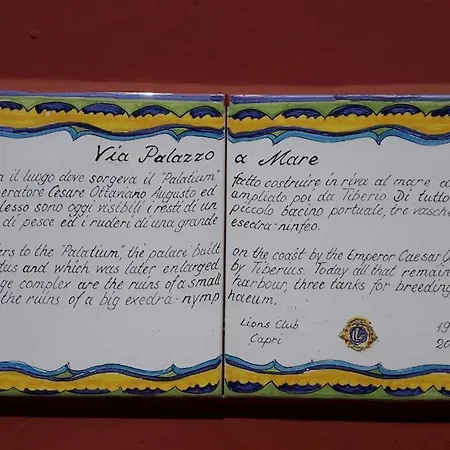 Via Palazzo a Mare
il luogo dove sorgeva il "Palatium" fatto costruire in riva al mare d
eratore Cesare Ottaviano Augusto ed ampliato poi da Tiberio. Di tutto
lesso sono oggi visibili i resti di un piccolo bacino portuale, tre vasche
di pesce ed i ruderi di una grande esedra-ninfeo.
ers to the "Palatium", the palace built on the coast by the Emperor Caesar O
tus and which was later enlarged by Tiberius. Today all that remain
ge complex are the ruins of a small harbour, three tanks for breeding
the ruins of a big exedra-nymp haeum.
Lions Club 19
Capri 20